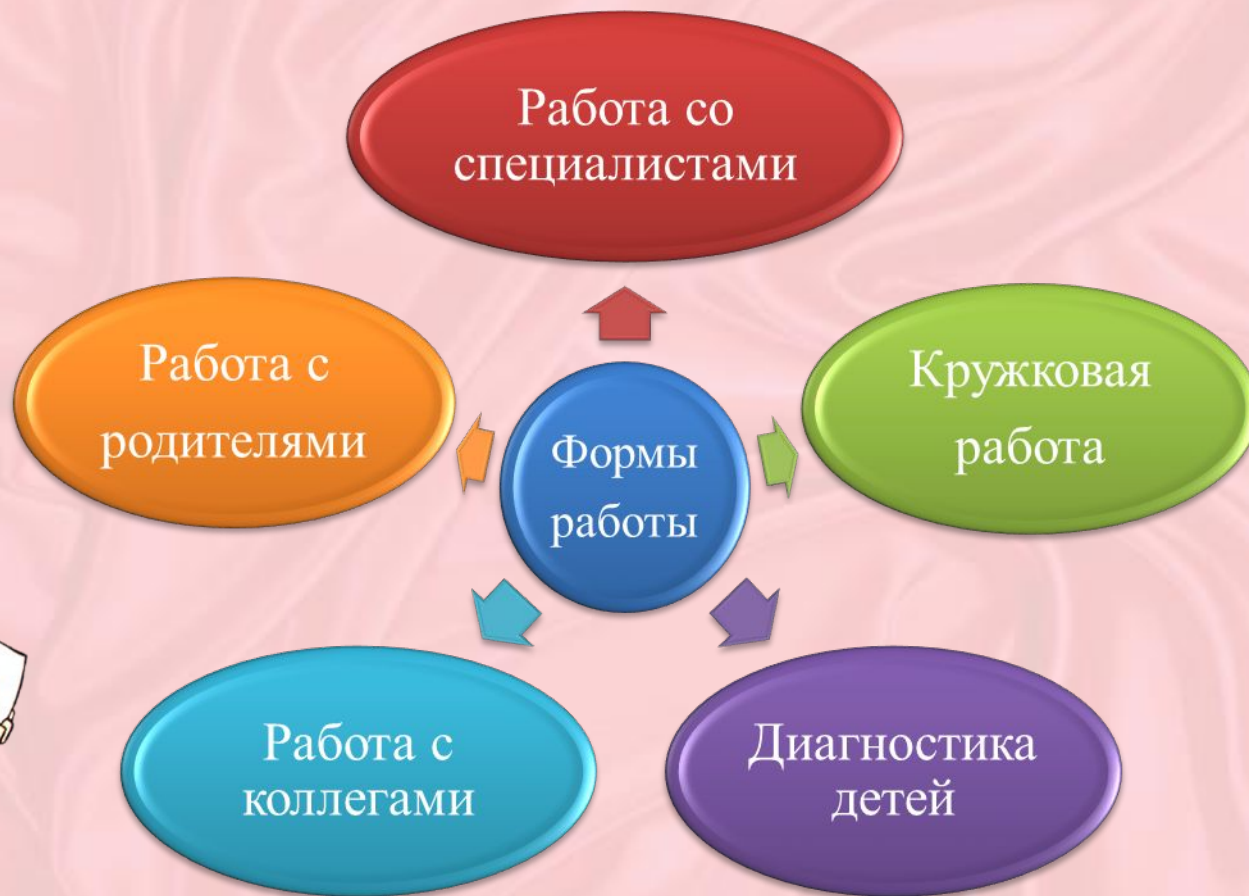 Работа со
специалистами
Работа с
родителями
Кружковая
работа
Формы
работы
Работа с
коллегами
Диагностика
детей